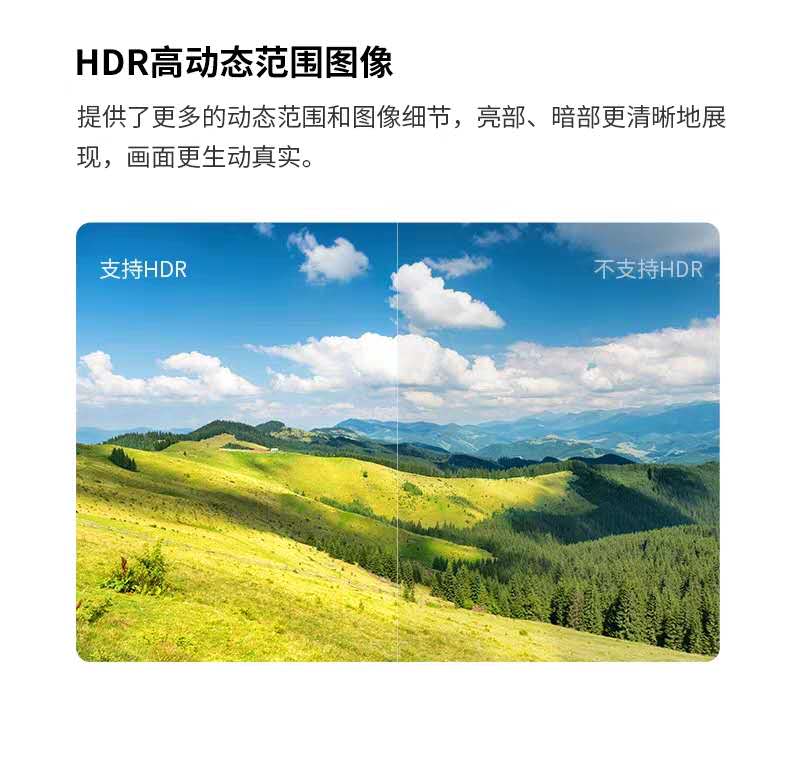 HDR高动态范围图像
提供了更多的动态范围和图像细节，亮部、暗部更清晰地展
现，画面更生动真实。
支持HDR
不支持HDR